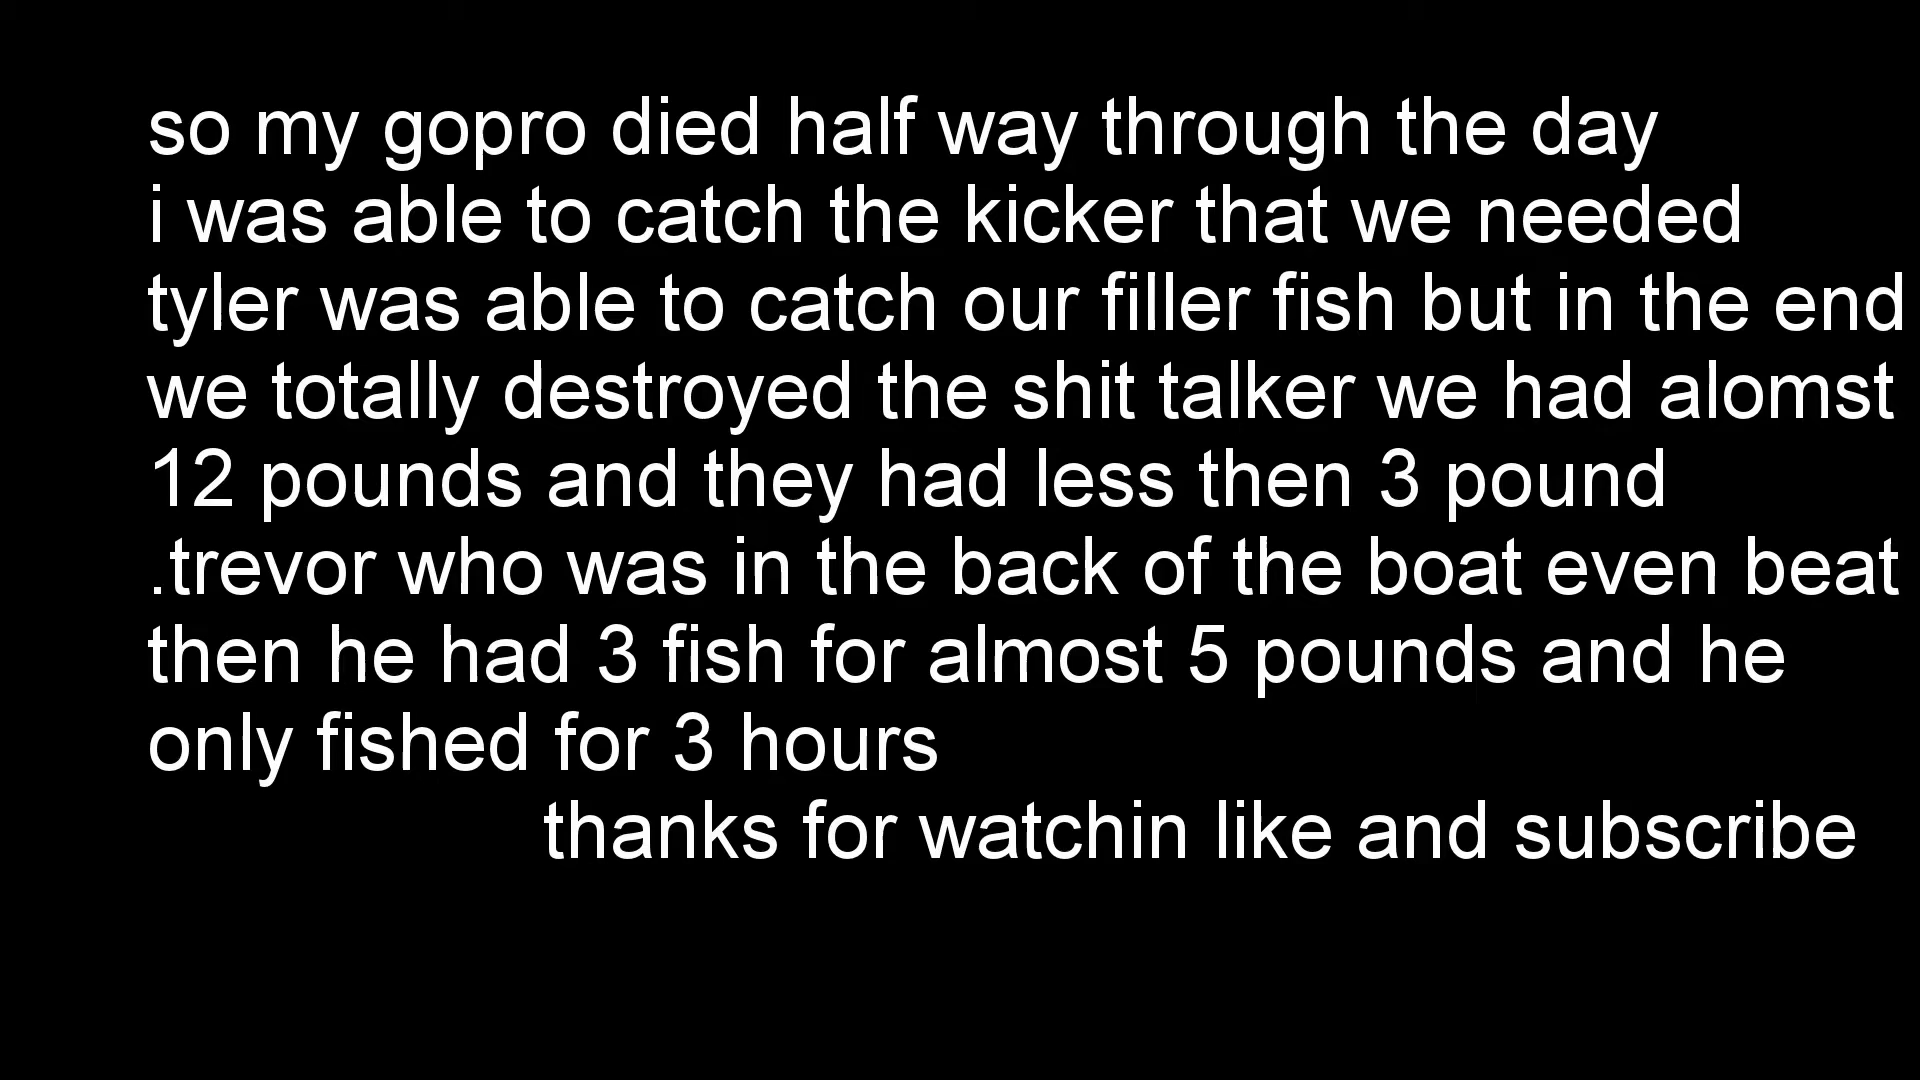 so my gopro died half way through the day
i was able to catch the kicker that we needed
tyler was able to catch our filler fish but in the end
we totally destroyed the shit talker we had alomst
12 pounds and they had less then 3 pound
.trevor who was in the back of the boat even beat
then he had 3 fish for almost 5 pounds and he
only fished for 3 hours
thanks for watchin like and subscribe